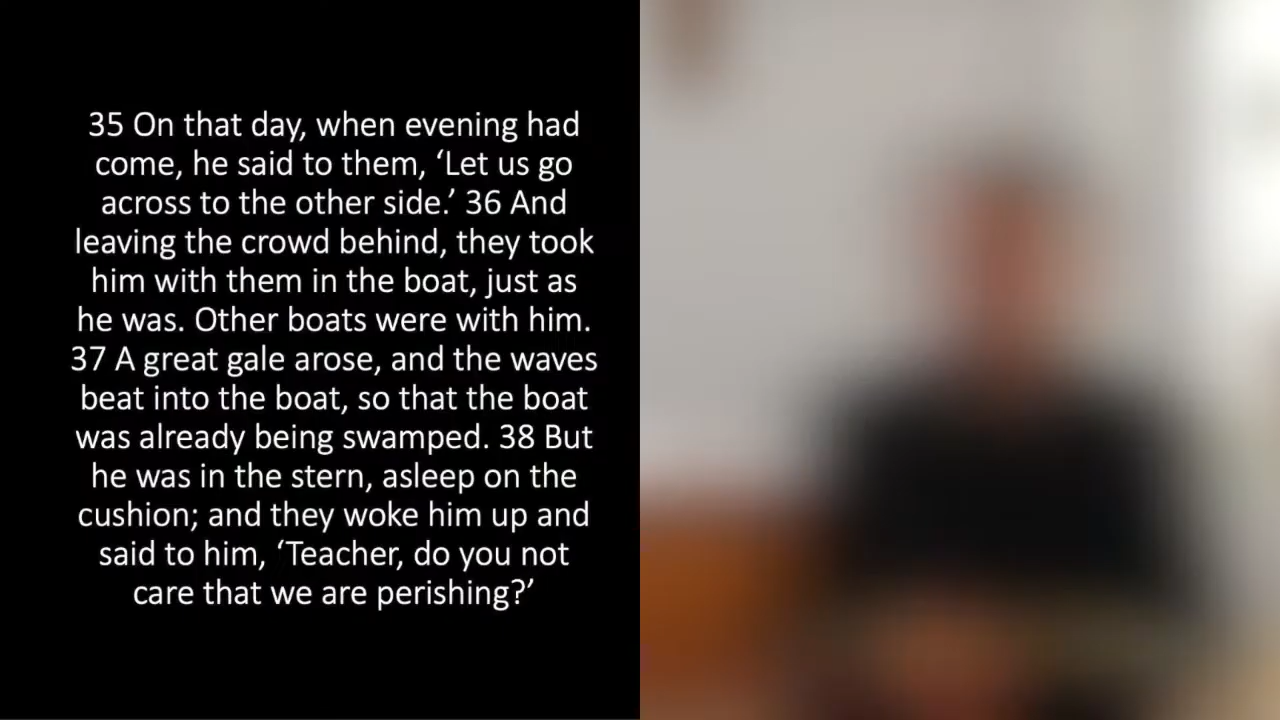 35 On that day, when evening had
come, he said to them, ‘Let us go
across to the other side.’ 36 And
leaving the crowd behind, they took
him with them in the boat, just as
he was. Other boats were with him.
37 A great gale arose, and the waves
beat into the boat, so that the boat
was already being swamped. 38 But
he was in the stern, asleep on the
cushion; and they woke him up and
said to him, ‘Teacher, do you not
care that we are perishing?’